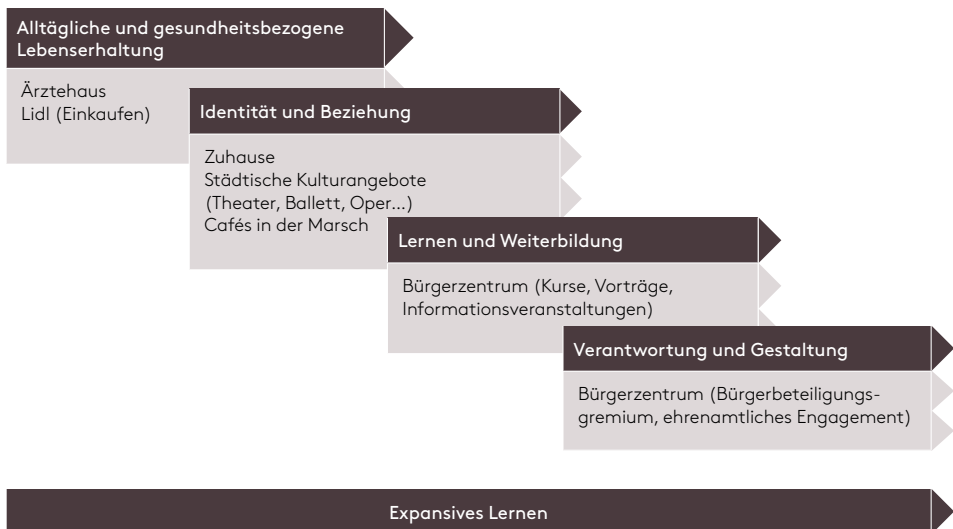 Alltägliche und gesundheitsbezogene
Lebenserhaltung
Ärztehaus
Lidl (Einkaufen)
Identität und Beziehung
Zuhause
Städtische Kulturangebote
(Theater, Ballett, Oper...)
Cafés in der Marsch
Lernen und Weiterbildung
Bürgerzentrum (Kurse, Vorträge,
Informationsveranstaltungen)
Verantwortung und Gestaltung
Bürgerzentrum (Bürgerbeteiligungs-
gremium, ehrenamtliches Engagement)
Expansives Lernen